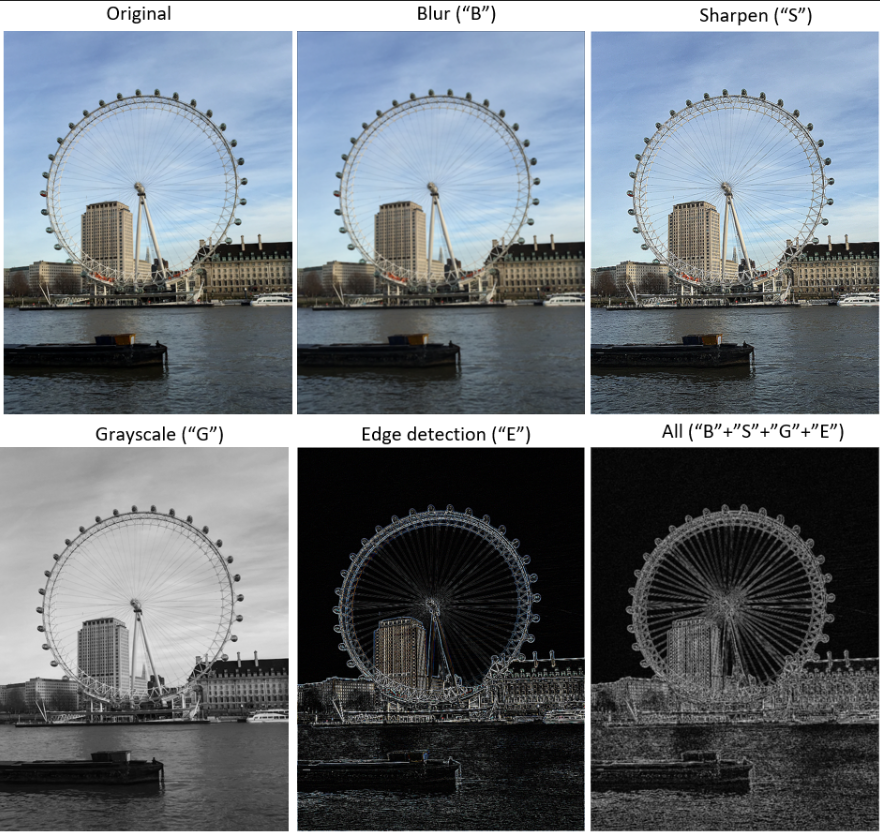 Original
Blur (“B”)
Sharpen (“S”)
Grayscale (“G”)
Edge detection (“E”)
All (“B”+”S”+”G”+”E”)